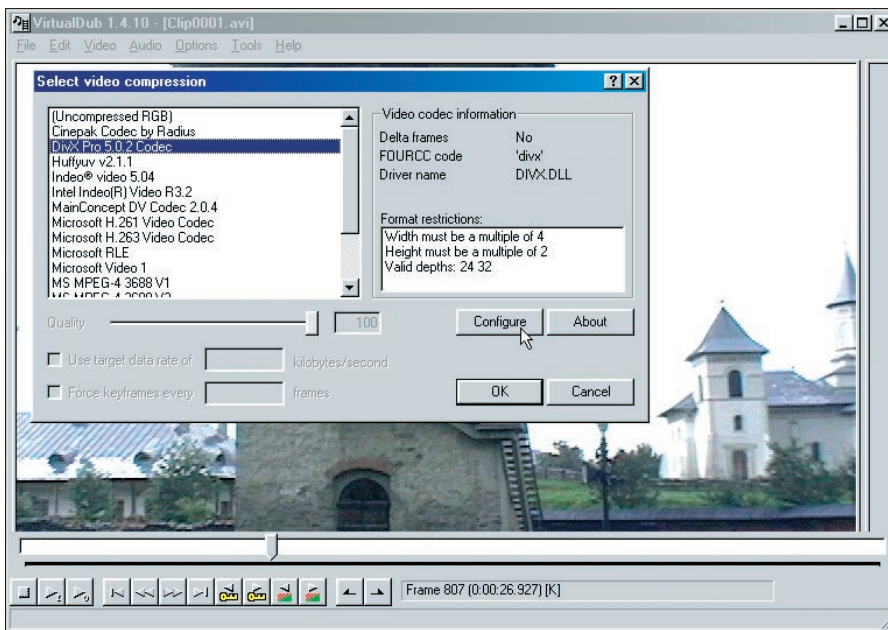 VirtualDub 1.4.10 - [Clip0001.avi]
File Edit Video Audio Options Tools Help
Select video compression
(Uncompressed RGB)
Cinepak Codec by Radius
DivX Pro 5.0.2 Codec
Huffyuv v2.1.1
Indeo® video 5.04
Intel Indeo(R) Video R3.2
MainConcept DV Codec 2.0.4
Microsoft H.261 Video Codec
Microsoft H.263 Video Codec
Microsoft RLE
Microsoft Video 1
MS MPEG-4 3688 V1
Video codec information
Delta frames No
FOURCC code 'divx'
Driver name DIVX.DLL
Format restrictions:
Width must be a multiple of 4
Height must be a multiple of 2
Valid depths: 24 32
Quality 100
Configure About
Use target data rate of kilobytes/second
Force keyframes every frames
OK Cancel
Frame 807 (0:00:26.927) [K]